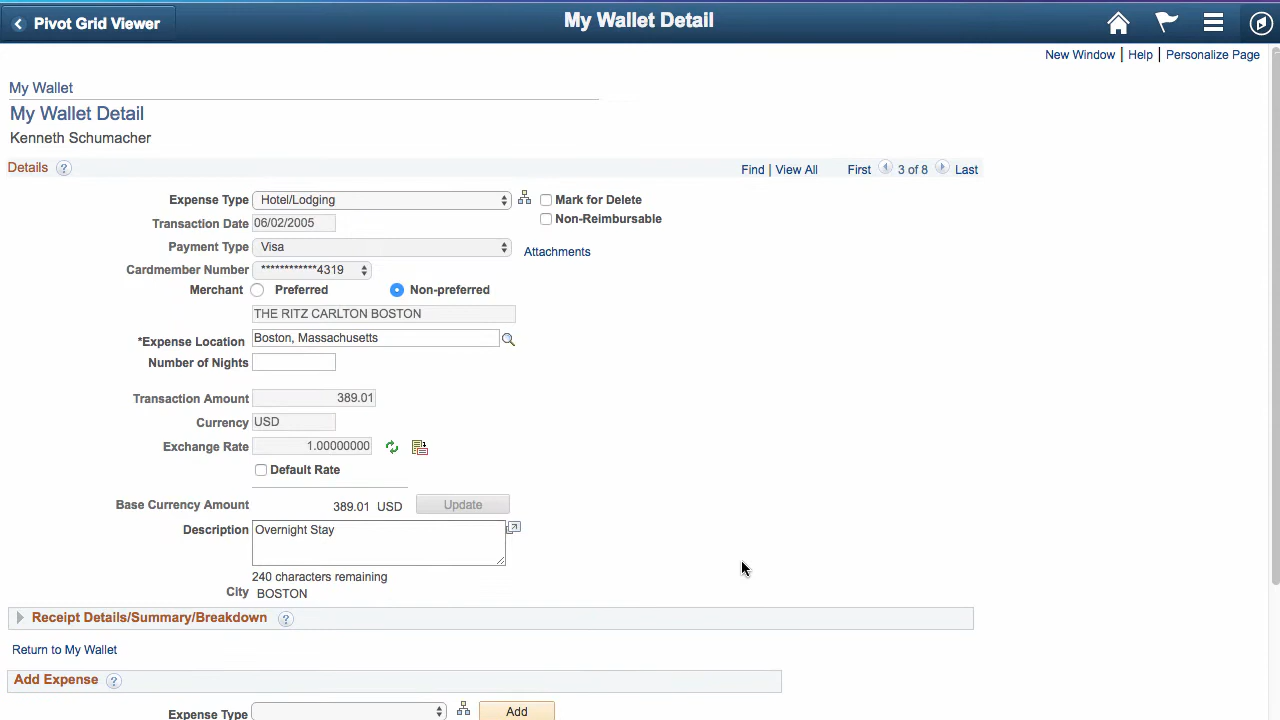 Pivot Grid Viewer
My Wallet Detail
New Window | Help | Personalize Page
My Wallet
My Wallet Detail
Kenneth Schumacher
Details ? Find | View All First 3 of 8 Last
Expense Type Hotel/Lodging Mark for Delete
Transaction Date 06/02/2005 Non-Reimbursable
Payment Type Visa Attachments
Cardmember Number ************4319
Merchant Preferred Non-preferred
THE RITZ CARLTON BOSTON
*Expense Location Boston, Massachusetts
Number of Nights
Transaction Amount 389.01
Currency USD
Exchange Rate 1.00000000
Default Rate
Base Currency Amount 389.01 USD Update
Description Overnight Stay
240 characters remaining
City BOSTON
Receipt Details/Summary/Breakdown ?
Return to My Wallet
Add Expense ?
Expense Type Add